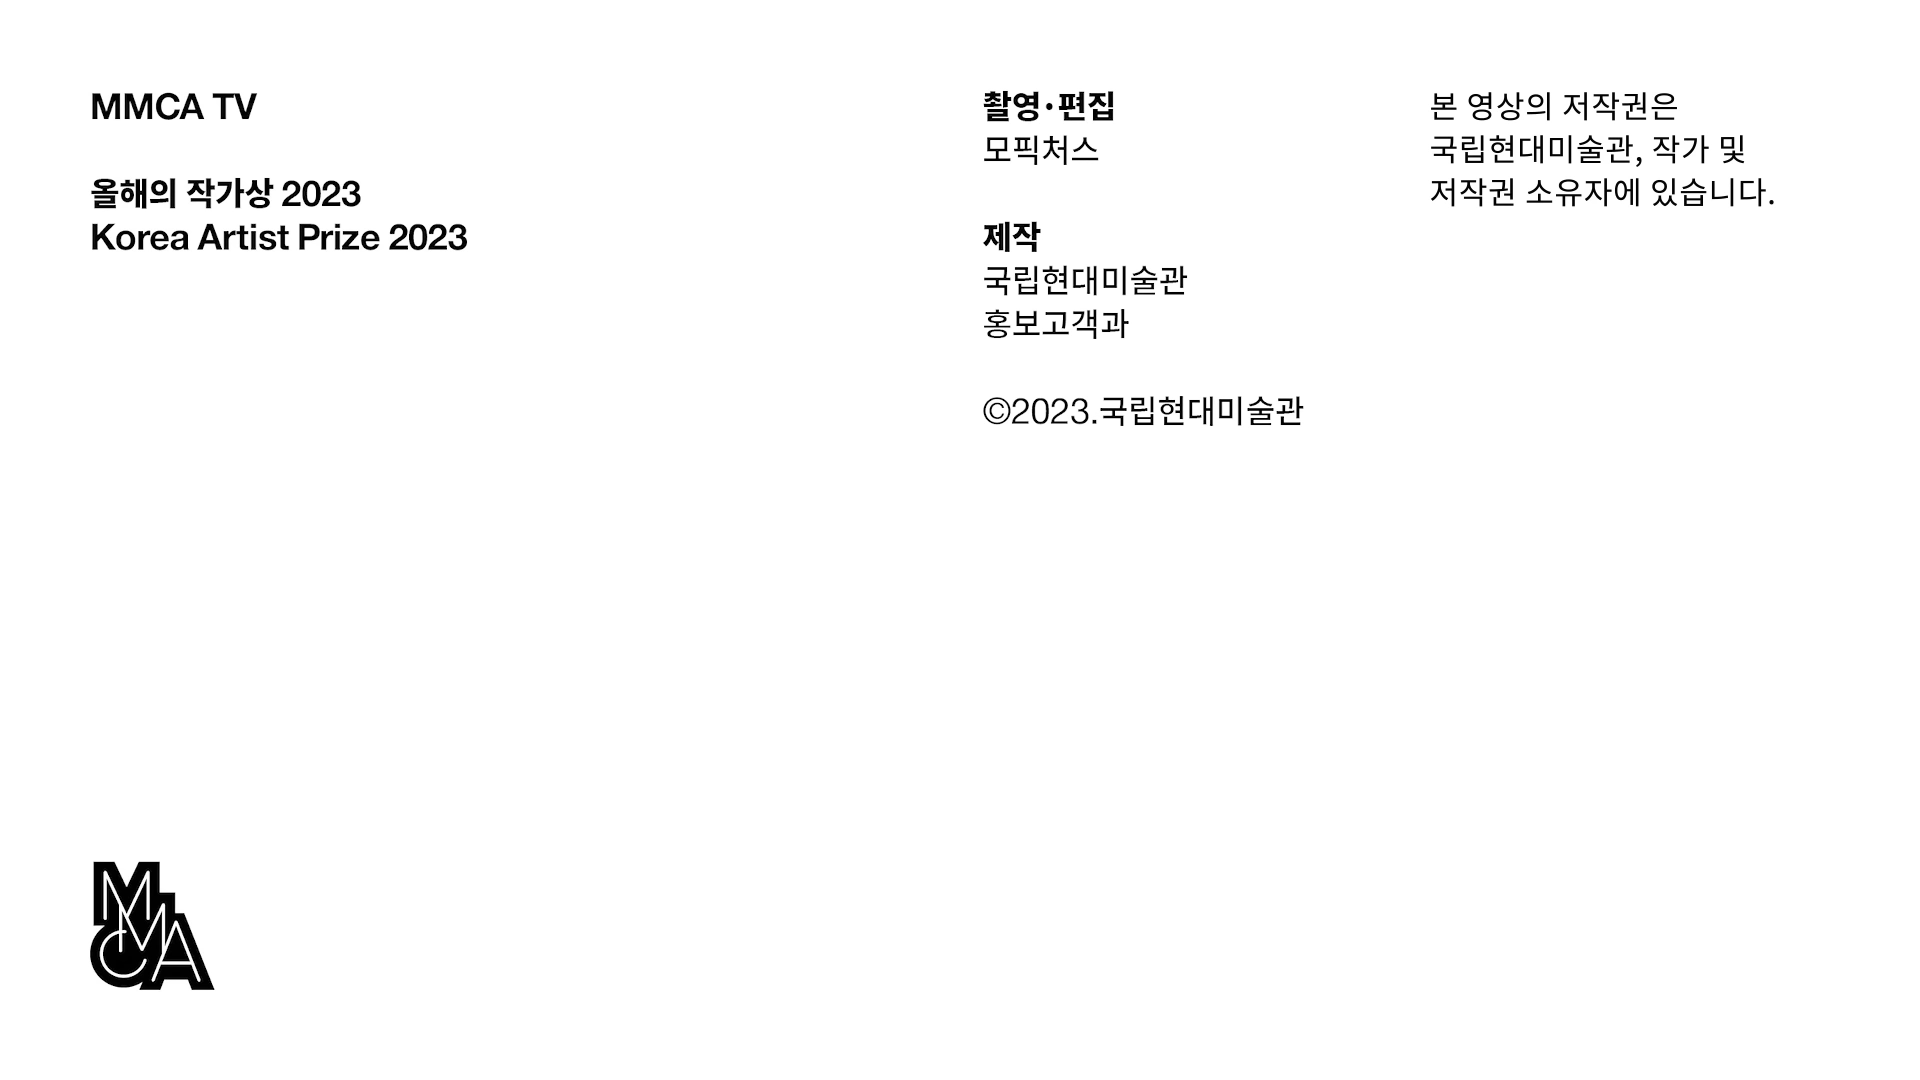 MMCA TV
올해의 작가상 2023
Korea Artist Prize 2023
촬영·편집
모픽처스
제작
국립현대미술관
홍보고객과
©2023.국립현대미술관
본 영상의 저작권은
국립현대미술관, 작가 및
저작권 소유자에 있습니다.
MMCA